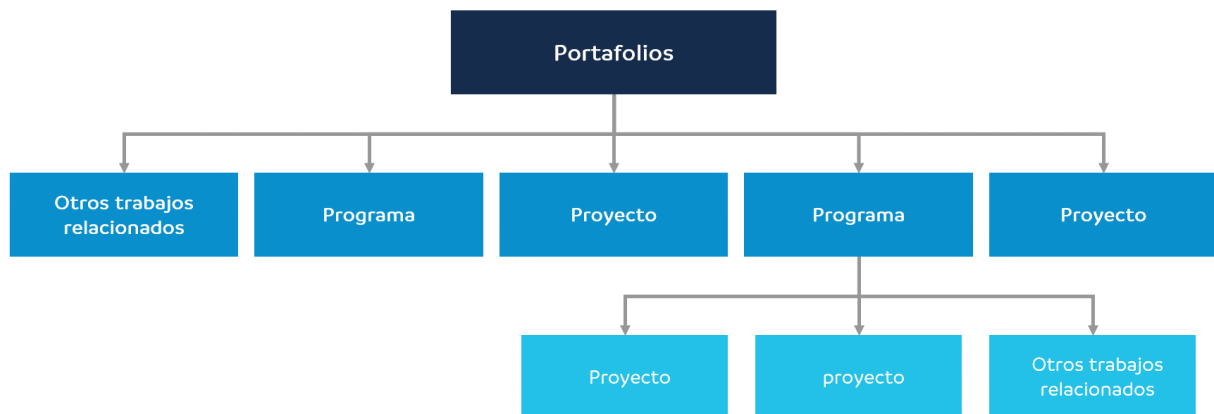 Portafolios
Otros trabajos
relacionados
Programa
Proyecto
Programa
Proyecto
Proyecto
proyecto
Otros trabajos
relacionados